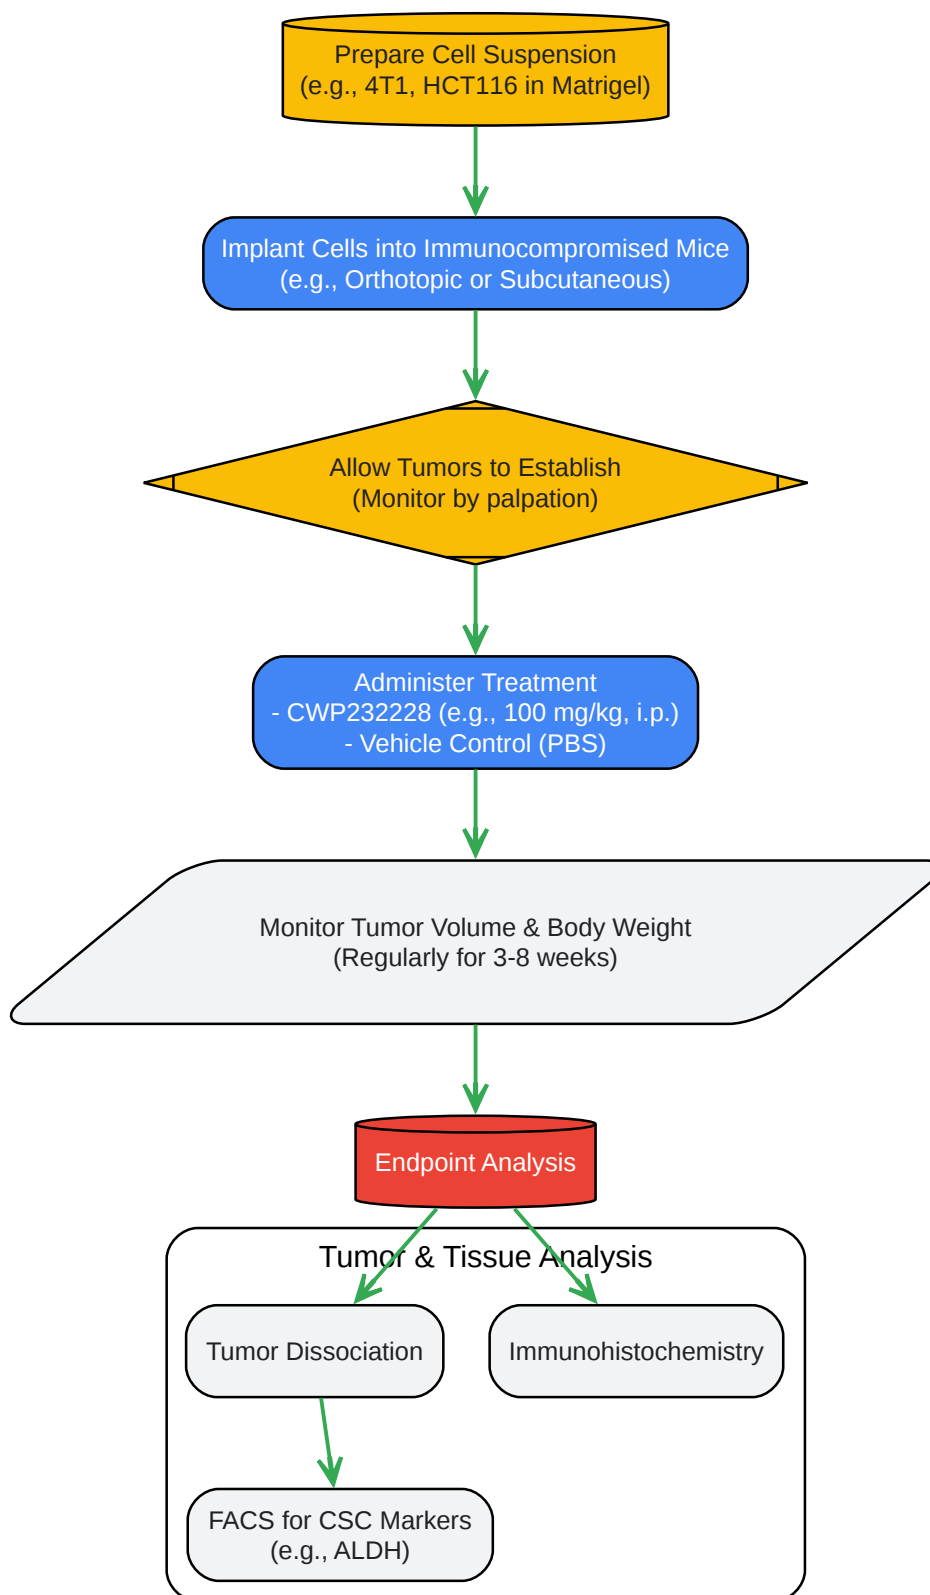 Prepare Cell Suspension
(e.g., 4T1, HCT116 in Matrigel)
Implant Cells into Immunocompromised Mice
(e.g., Orthotopic or Subcutaneous)
Allow Tumors to Establish
(Monitor by palpation)
Administer Treatment
- CWP232228 (e.g., 100 mg/kg, i.p.)
- Vehicle Control (PBS)
Monitor Tumor Volume & Body Weight
(Regularly for 3-8 weeks)
Endpoint Analysis
Tumor & Tissue Analysis
Tumor Dissociation
Immunohistochemistry
FACS for CSC Markers
(e.g., ALDH)